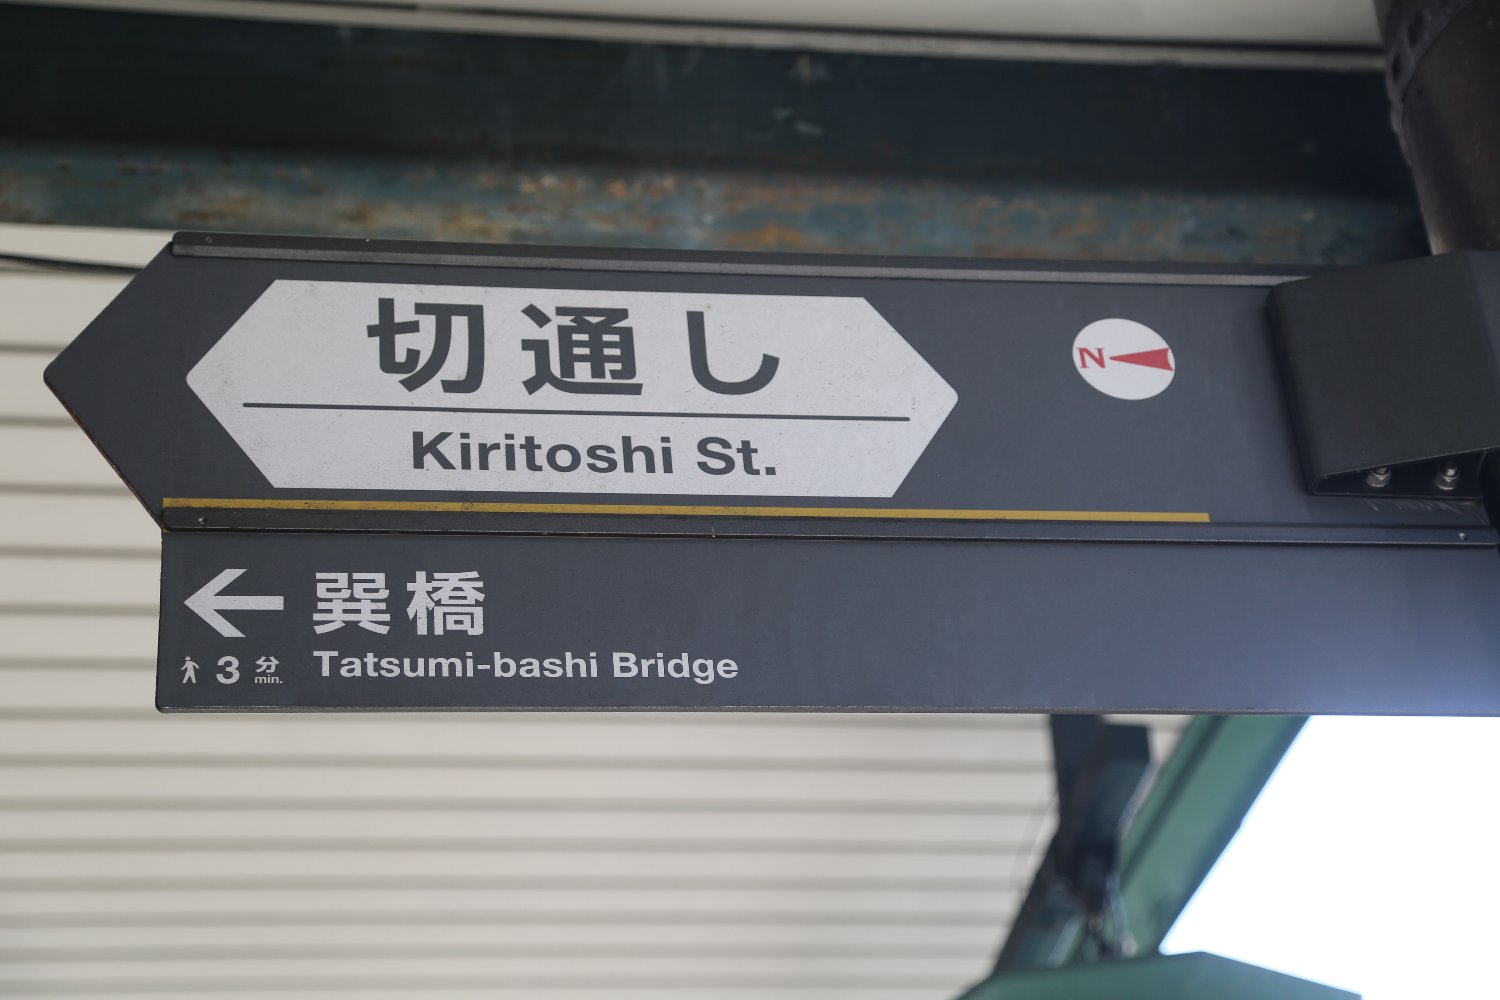 切通し
Kiritoshi St.
N
巽橋
3 分 min.
Tatsumi-bashi Bridge